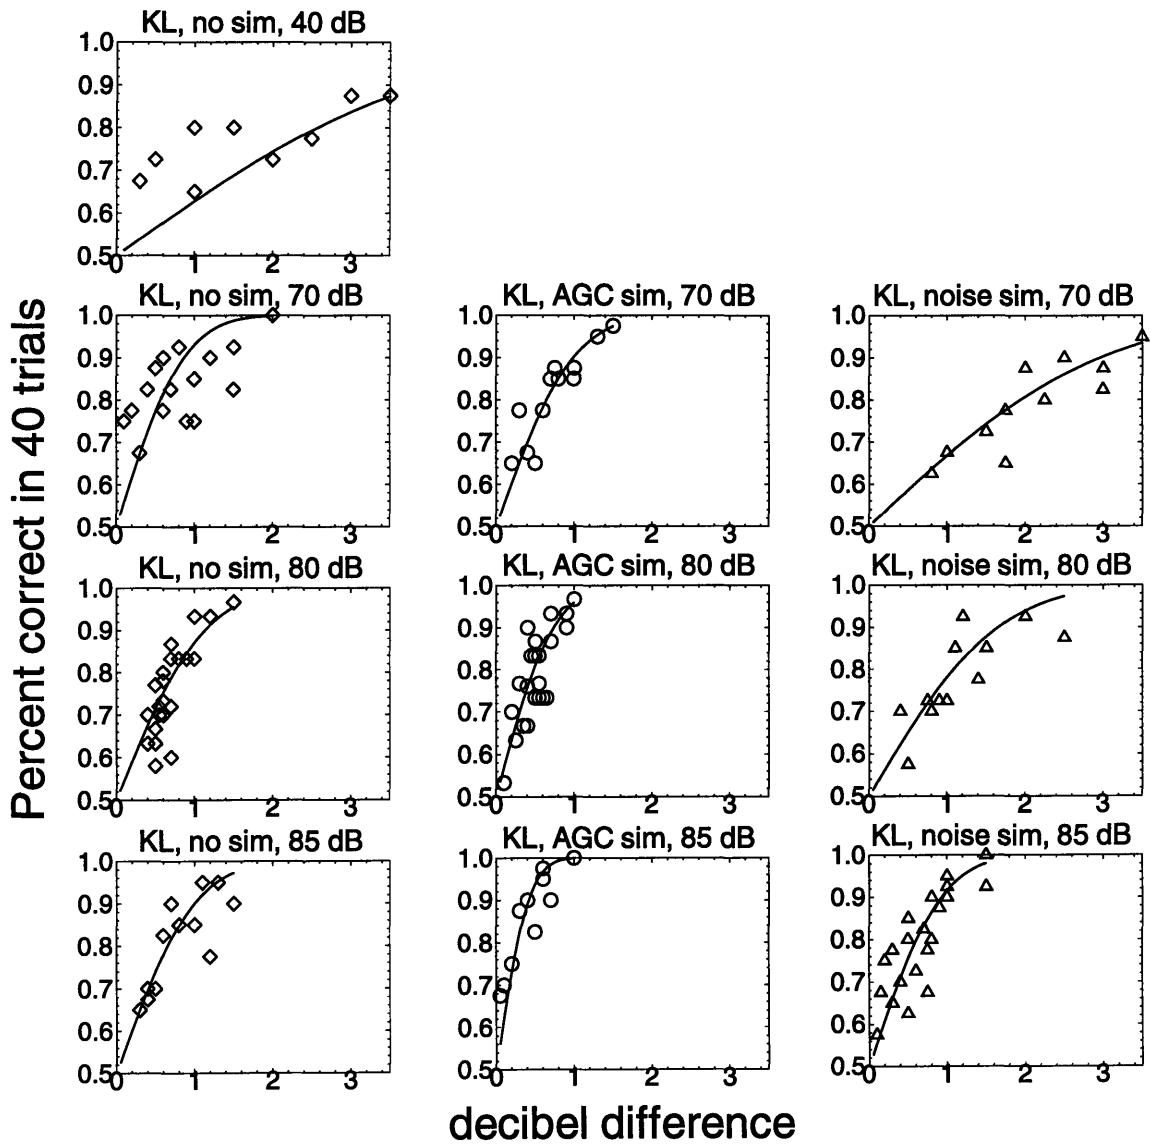 KL, no sim, 40 dB
1.0
0.9
0.8
0.7
0.6
0.5
0 1 2 3
KL, no sim, 70 dB
1.0
0.9
0.8
0.7
0.6
0.5
0 1 2 3
KL, AGC sim, 70 dB
1.0
0.9
0.8
0.7
0.6
0.5
0 1 2 3
KL, noise sim, 70 dB
1.0
0.9
0.8
0.7
0.6
0.5
0 1 2 3
Percent correct in 40 trials
KL, no sim, 80 dB
1.0
0.9
0.8
0.7
0.6
0.5
0 1 2 3
KL, AGC sim, 80 dB
1.0
0.9
0.8
0.7
0.6
0.5
0 1 2 3
KL, noise sim, 80 dB
1.0
0.9
0.8
0.7
0.6
0.5
0 1 2 3
KL, no sim, 85 dB
1.0
0.9
0.8
0.7
0.6
0.5
0 1 2 3
KL, AGC sim, 85 dB
1.0
0.9
0.8
0.7
0.6
0.5
0 1 2 3
KL, noise sim, 85 dB
1.0
0.9
0.8
0.7
0.6
0.5
0 1 2 3
decibel difference